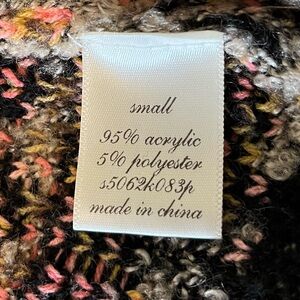 small
95% acrylic
5% polyester
s5062k083p
made in china